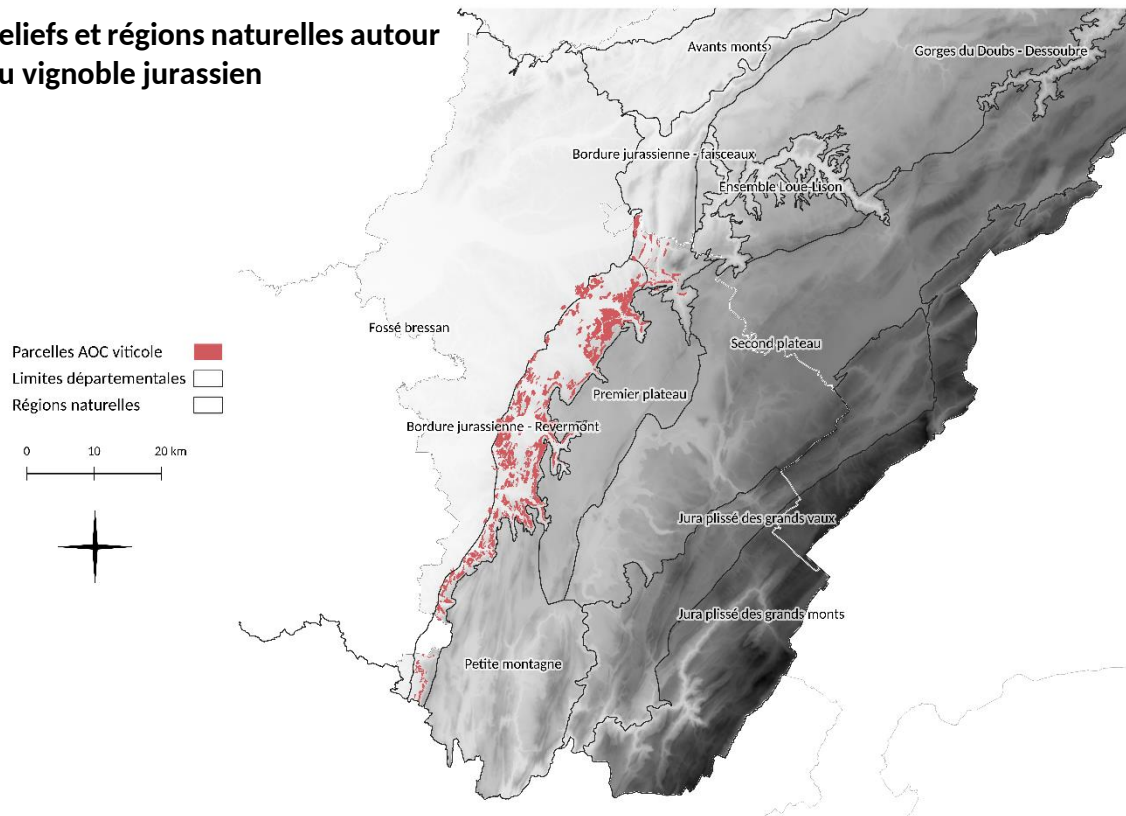 eliefs et régions naturelles autour
u vignoble jurassien
Avants monts
Gorges du Doubs - Dessoubre
Bordure jurassienne - faisceaux
Ensemble Loue-Lison
Fossé bressan
Second plateau
Parcelles AOC viticole
Limites départementales
Régions naturelles
Premier plateau
Bordure jurassienne - Revermont
0 10 20 km
Jura plissé des grands vaux
Jura plissé des grands monts
Petite montagne